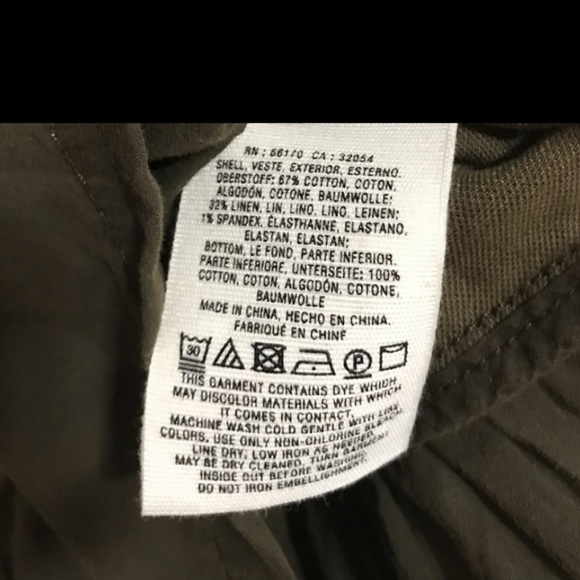 RN : 66170 CA : 32054
SHELL, VESTE, EXTERIOR, ESTERNO,
OBERSTOFF: 67% COTTON, COTON,
ALGODÓN, COTONE, BAUMWOLLE;
32% LINEN, LIN, LINO, LINO, LEINEN;
1% SPANDEX, ÉLASTHANNE, ELASTANO,
ELASTAN, ELASTAN;
BOTTOM, LE FOND, PARTE INFERIOR,
PARTE INFERIORE, UNTERSEITE: 100%
COTTON, COTON, ALGODÓN, COTONE,
BAUMWOLLE
MADE IN CHINA, HECHO EN CHINA,
FABRIQUÉ EN CHINE
30 P
THIS GARMENT CONTAINS DYE WHICH
MAY DISCOLOR MATERIALS WITH WHICH
IT COMES IN CONTACT,
MACHINE WASH COLD GENTLE WITH LIKE
COLORS, USE ONLY NON-CHLORINE BLEACH,
LINE DRY, LOW IRON AS NEEDED,
MAY BE DRY CLEANED, TURN GARMENT
INSIDE OUT BEFORE WASHING
DO NOT IRON EMBELLISHMENT.